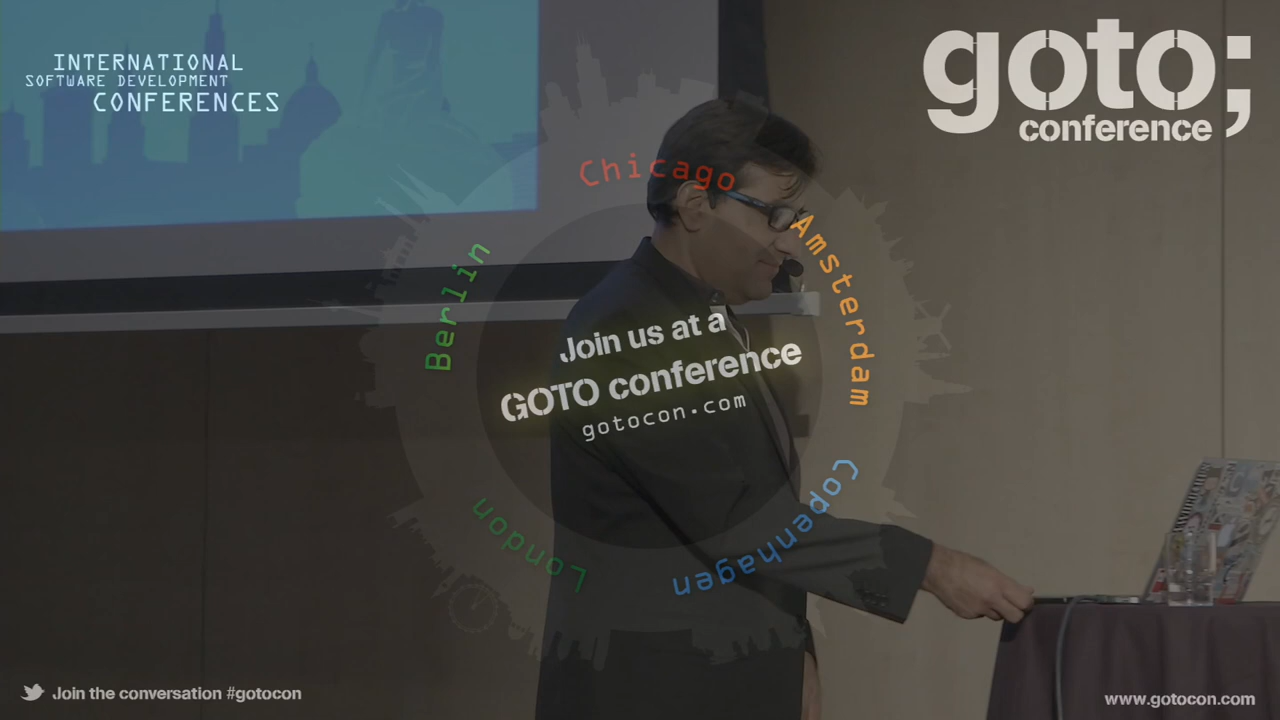 INTERNATIONAL
SOFTWARE DEVELOPMENT
CONFERENCES
goto;
conference
Chicago
Amsterdam
Berlin
Join us at a
GOTO conference
gotocon.com
Copenhagen
London
Join the conversation #gotocon
www.gotocon.com